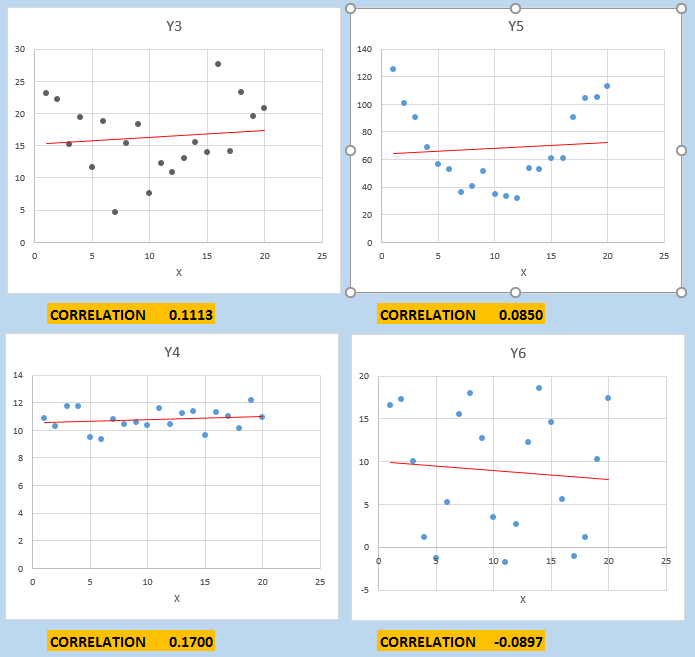 Y3
30
25
20
15
10
5
0
0 5 10 15 20 25
X
CORRELATION 0.1113
Y5
140
120
100
80
60
40
20
0
0 5 10 15 20 25
X
CORRELATION 0.0850
Y4
14
12
10
8
6
4
2
0
0 5 10 15 20 25
X
CORRELATION 0.1700
Y6
20
15
10
5
0
0 5 10 15 20 25
-5
X
CORRELATION -0.0897